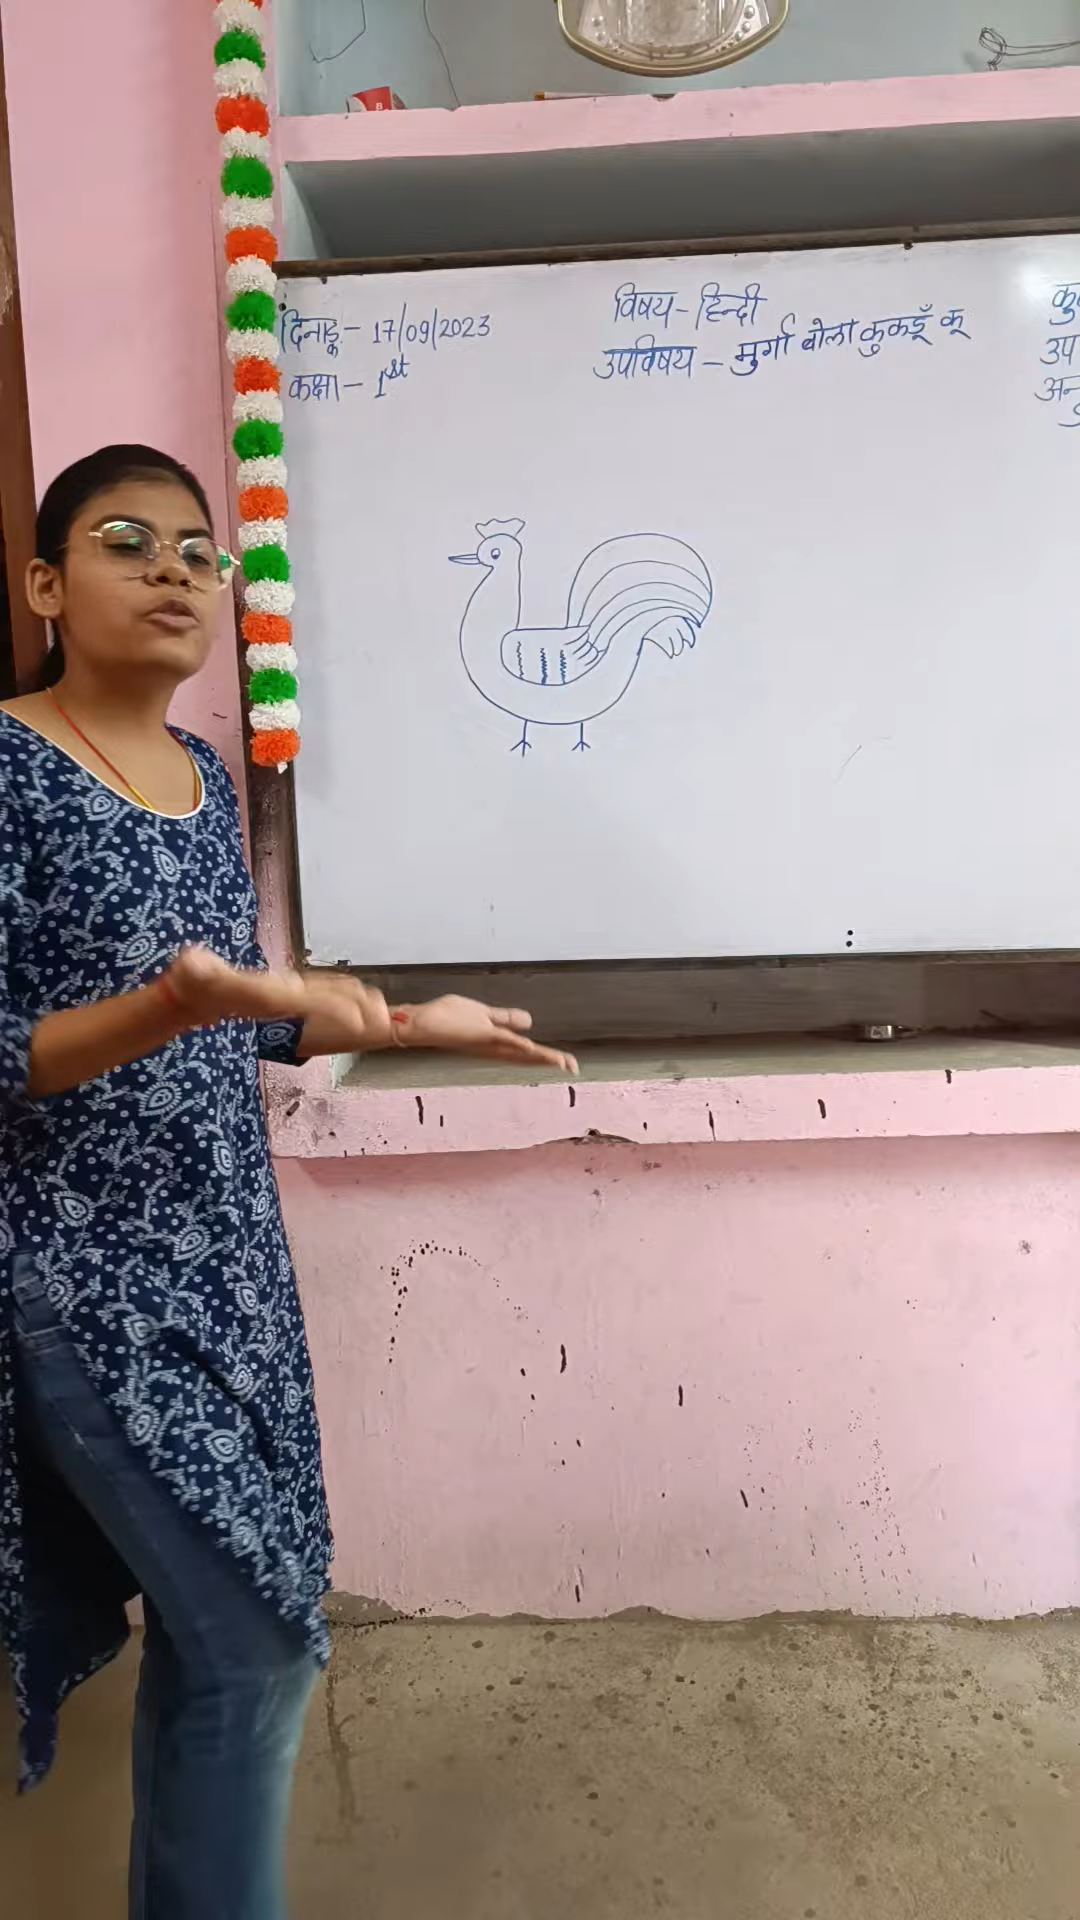 दिनाङ्क - 17/09/2023
कक्षा - 1st
विषय - हिन्दी
उपविषय - मुर्गा बोला कुकड़ूँ कू